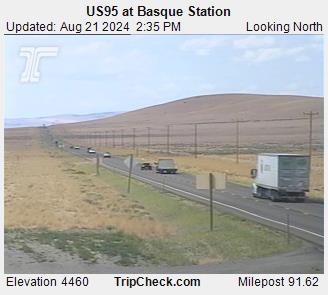 US95 at Basque Station
Updated: Aug 21 2024 2:35 PM Looking North
Elevation 4460 TripCheck.com Milepost 91.62